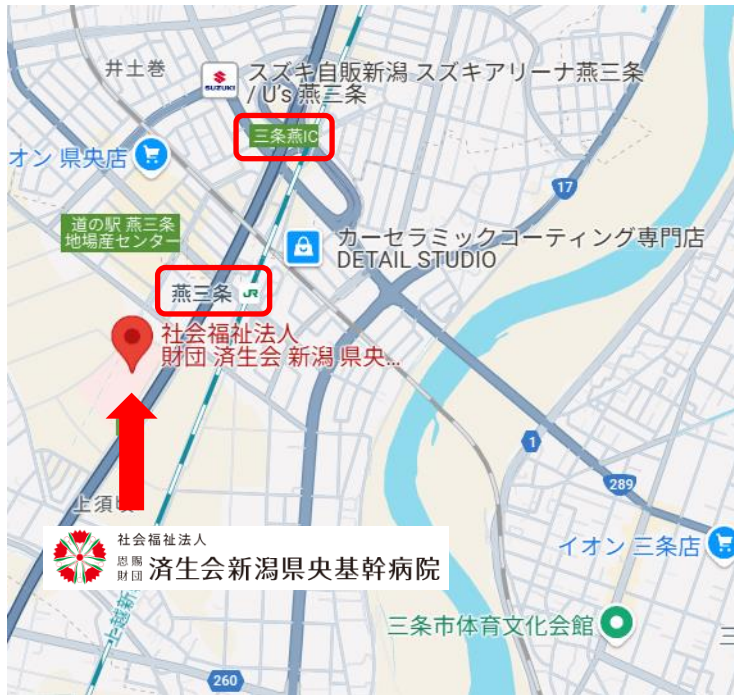 井土巻
スズキ自販新潟 スズキアリーナ燕三条
/ U's 燕三条
SUZUKI
三条燕IC
オン 県央店
17
道の駅 燕三条
地場産センター
カーセラミックコーティング専門店
DETAIL STUDIO
燕三条 JR
社会福祉法人
財団 済生会 新潟 県央...
1
289
上須
イオン 三条店
社会福祉法人
恩賜
財団
済生会新潟県央基幹病院
上越新
三条市体育文化会館
三
260